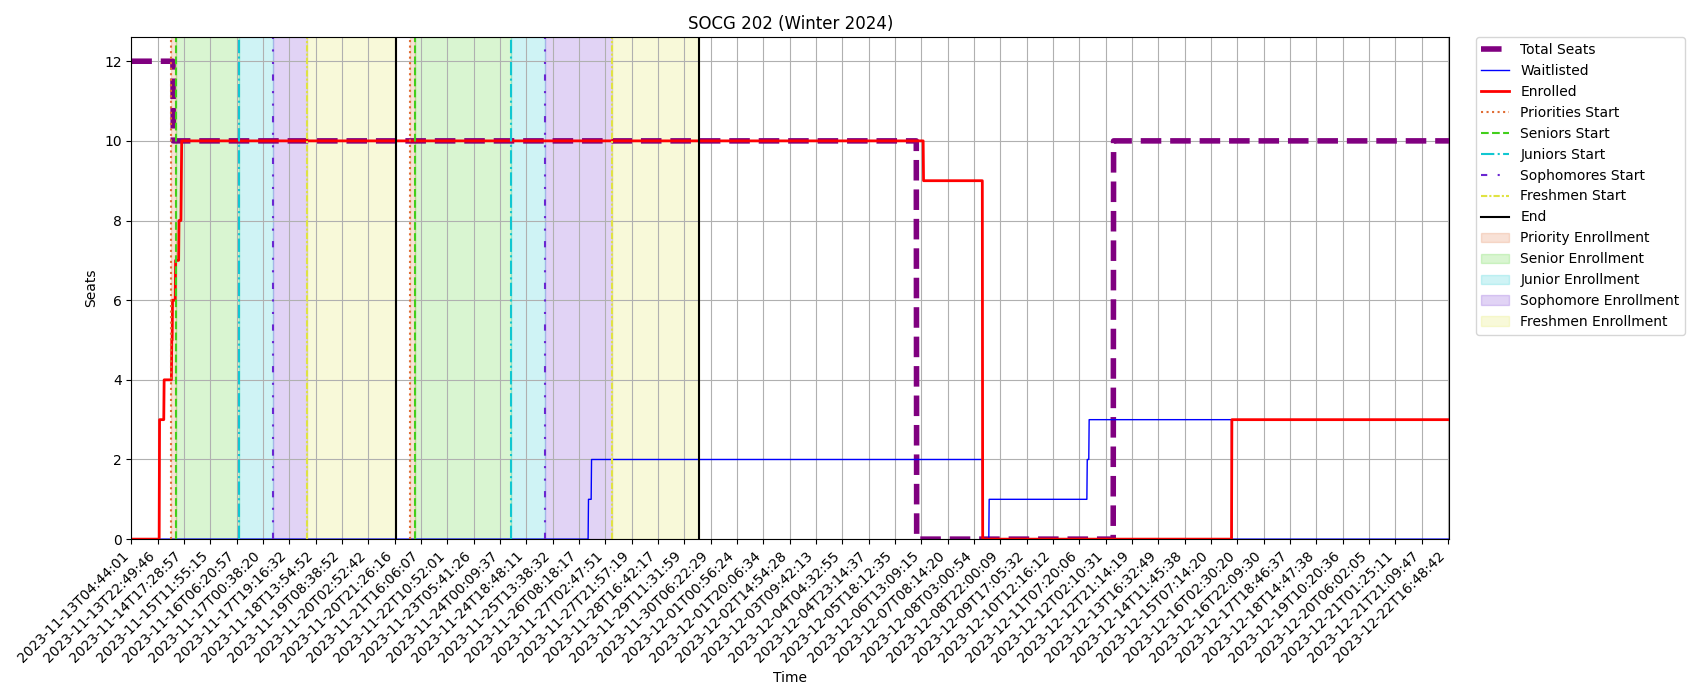 SOCG 202 (Winter 2024)
Seats
12
10
8
6
4
2
0
2023-11-13T04:44:01
2023-11-13T22:49:46
2023-11-14T17:28:57
2023-11-15T11:55:15
2023-11-16T06:20:57
2023-11-17T00:38:20
2023-11-17T19:16:32
2023-11-18T13:54:52
2023-11-19T08:38:52
2023-11-20T02:52:42
2023-11-20T21:26:16
2023-11-21T16:06:07
2023-11-22T10:52:01
2023-11-23T05:41:26
2023-11-24T00:09:37
2023-11-24T18:48:11
2023-11-25T13:38:32
2023-11-26T08:18:17
2023-11-27T02:47:51
2023-11-27T21:57:19
2023-11-28T16:42:17
2023-11-29T11:31:59
2023-11-30T06:22:29
2023-12-01T00:56:24
2023-12-01T20:06:34
2023-12-02T14:54:28
2023-12-03T09:42:13
2023-12-04T04:32:55
2023-12-04T23:14:37
2023-12-05T18:12:35
2023-12-06T13:09:15
2023-12-07T08:14:20
2023-12-08T03:00:54
2023-12-08T22:00:09
2023-12-09T17:05:32
2023-12-10T12:16:12
2023-12-11T07:20:06
2023-12-12T02:10:31
2023-12-12T21:14:19
2023-12-13T16:32:49
2023-12-14T11:45:38
2023-12-15T07:14:20
2023-12-16T02:30:20
2023-12-16T22:09:30
2023-12-17T18:46:37
2023-12-18T14:47:38
2023-12-19T10:20:36
2023-12-20T06:02:05
2023-12-21T01:25:11
2023-12-21T21:09:47
2023-12-22T16:48:42
Time
Total Seats
Waitlisted
Enrolled
Priorities Start
Seniors Start
Juniors Start
Sophomores Start
Freshmen Start
End
Priority Enrollment
Senior Enrollment
Junior Enrollment
Sophomore Enrollment
Freshmen Enrollment